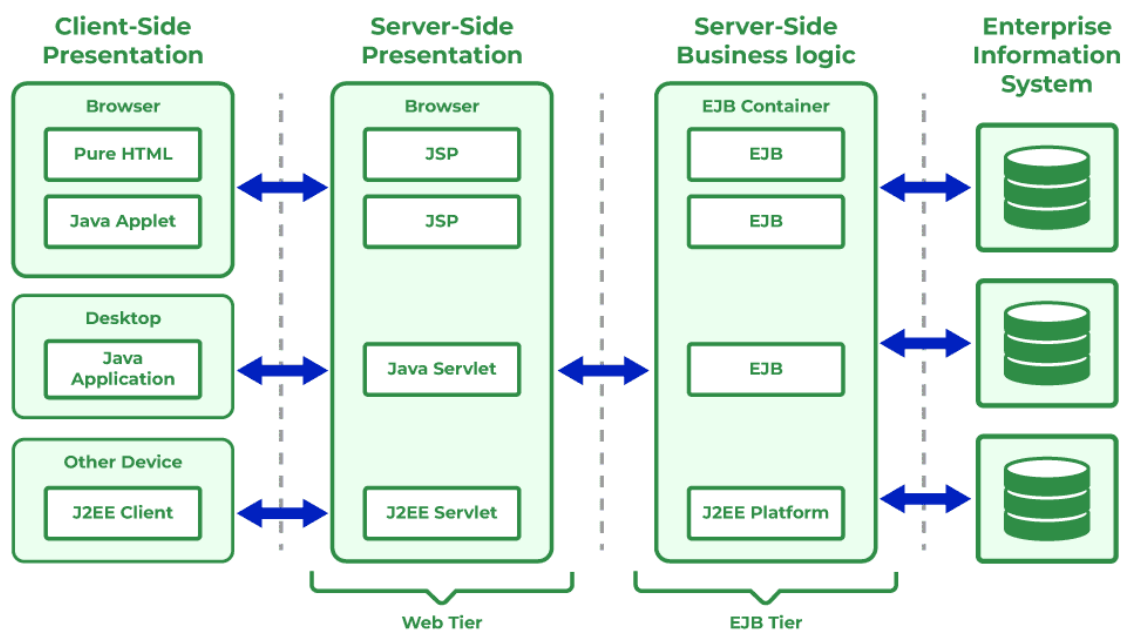 Client-Side
Presentation
Server-Side
Presentation
Server-Side
Business logic
Enterprise
Information
System
Browser
Pure HTML
Java Applet
Desktop
Java
Application
Other Device
J2EE Client
Browser
JSP
JSP
Java Servlet
J2EE Servlet
EJB Container
EJB
EJB
EJB
J2EE Platform
Web Tier
EJB Tier